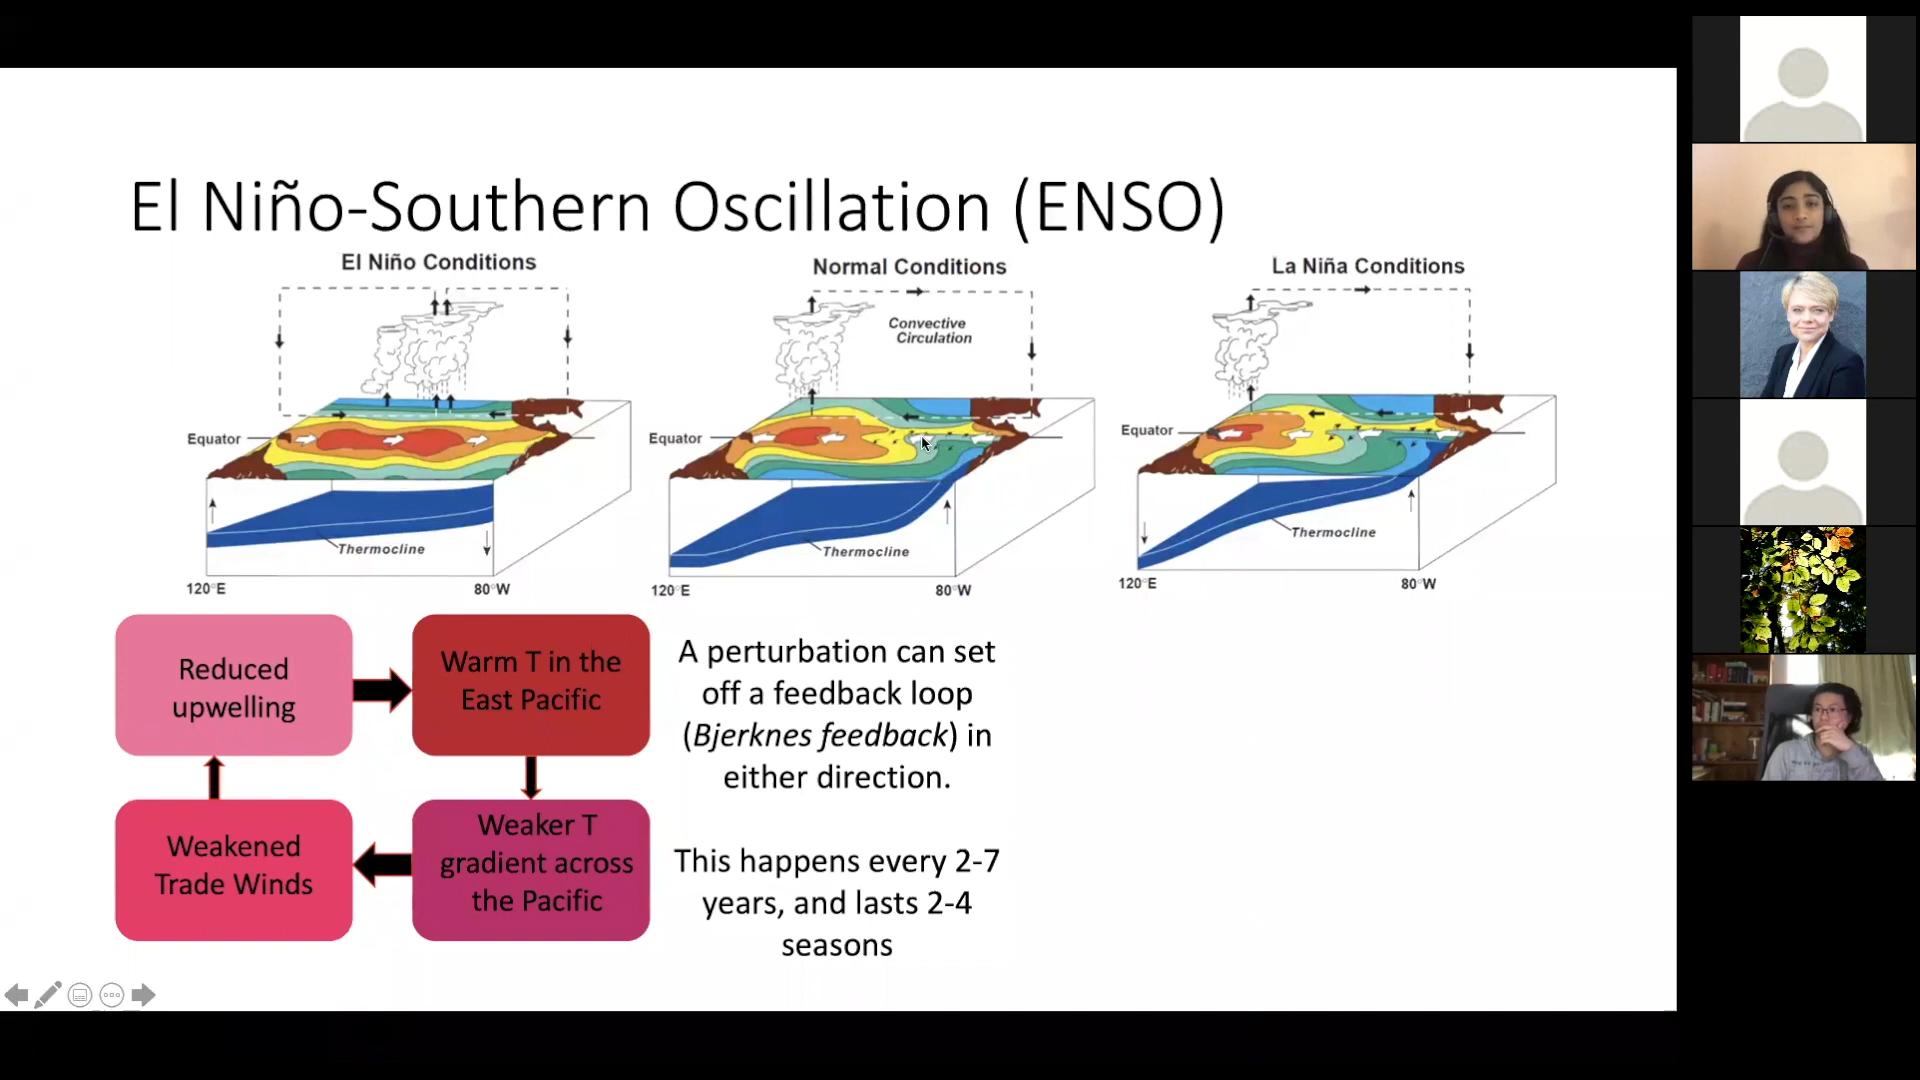 El Niño-Southern Oscillation (ENSO)
El Niño Conditions
Equator
Thermocline
120°E
80°W
Normal Conditions
Convective
Circulation
Equator
Thermocline
120°E
80°W
La Niña Conditions
Equator
Thermocline
120°E
80°W
Reduced
upwelling
Warm T in the
East Pacific
Weakened
Trade Winds
Weaker T
gradient across
the Pacific
A perturbation can set
off a feedback loop
(Bjerknes feedback) in
either direction.
This happens every 2-7
years, and lasts 2-4
seasons